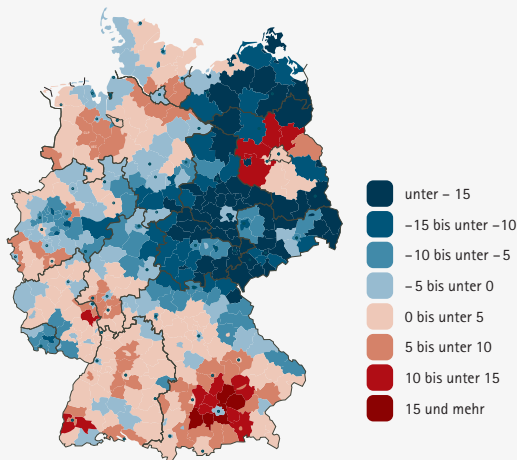 unter – 15
–15 bis unter –10
–10 bis unter –5
–5 bis unter 0
0 bis unter 5
5 bis unter 10
10 bis unter 15
15 und mehr